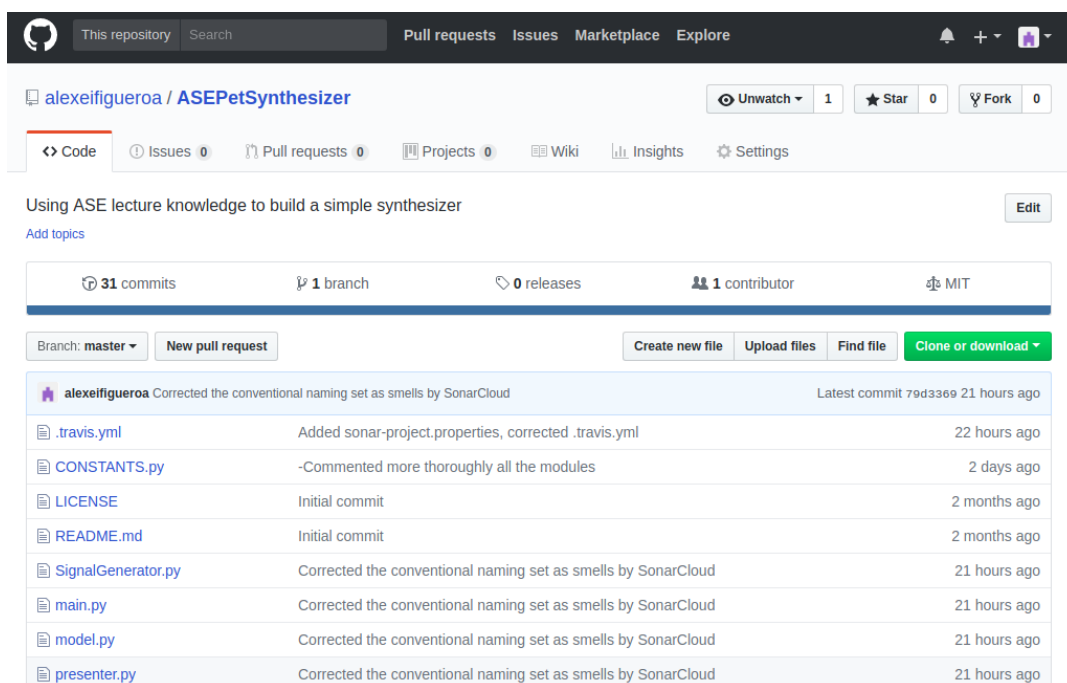 This repository Search Pull requests Issues Marketplace Explore
alexeifigueroa / ASEPetSynthesizer Unwatch 1 Star 0 Fork 0
Code Issues 0 Pull requests 0 Projects 0 Wiki Insights Settings
Using ASE lecture knowledge to build a simple synthesizer Edit
Add topics
31 commits 1 branch 0 releases 1 contributor MIT
Branch: master New pull request Create new file Upload files Find file Clone or download
alexeifigueroa Corrected the conventional naming set as smells by SonarCloud Latest commit 79d3369 21 hours ago
.travis.yml Added sonar-project.properties, corrected .travis.yml 22 hours ago
CONSTANTS.py -Commented more thoroughly all the modules 2 days ago
LICENSE Initial commit 2 months ago
README.md Initial commit 2 months ago
SignalGenerator.py Corrected the conventional naming set as smells by SonarCloud 21 hours ago
main.py Corrected the conventional naming set as smells by SonarCloud 21 hours ago
model.py Corrected the conventional naming set as smells by SonarCloud 21 hours ago
presenter.py Corrected the conventional naming set as smells by SonarCloud 21 hours ago